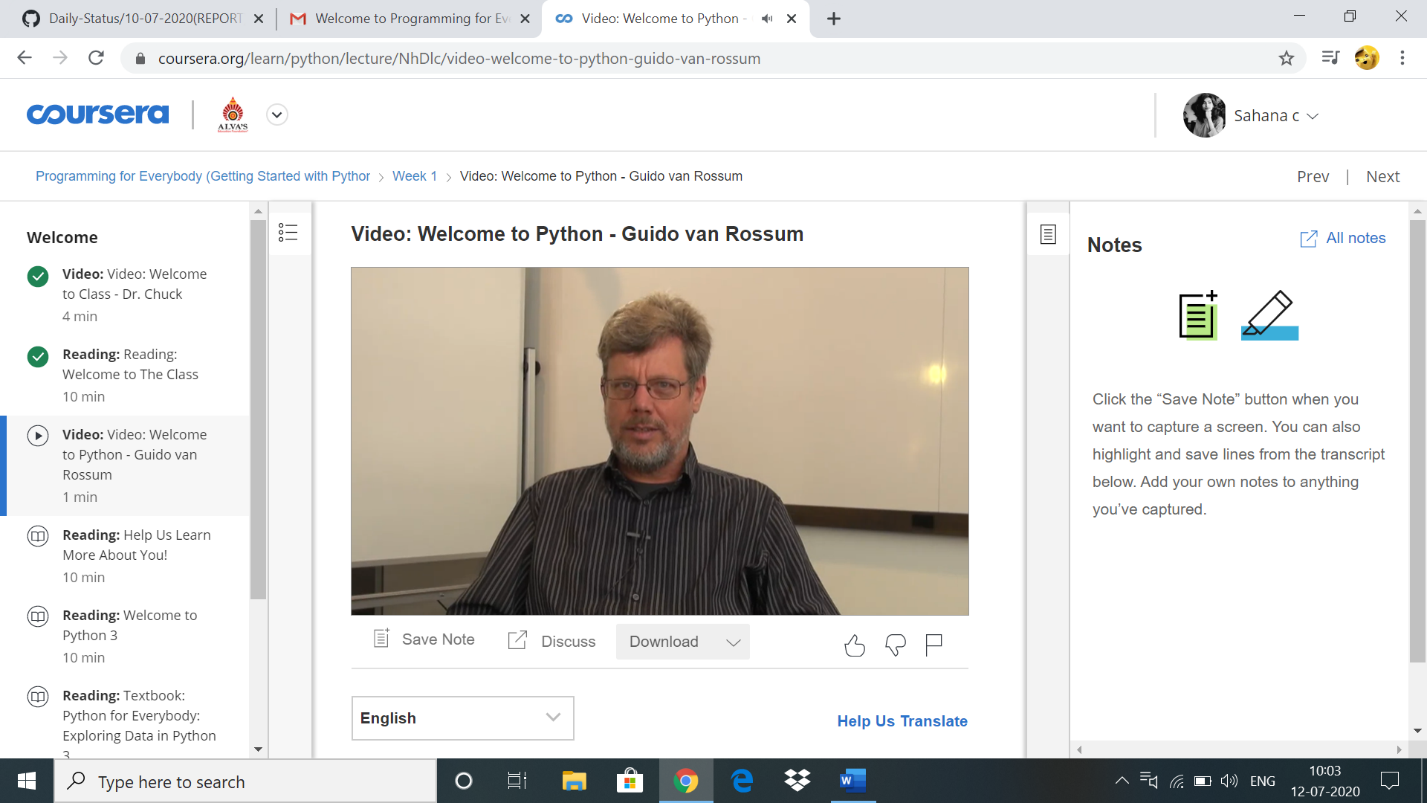 Daily-Status/10-07-2020(REPORT
Welcome to Programming for Ev
Video: Welcome to Python -
coursera.org/learn/python/lecture/NhDlc/video-welcome-to-python-guido-van-rossum
coursera
ALVA'S
Sahana c
Programming for Everybody (Getting Started with Python
Week 1
Video: Welcome to Python - Guido van Rossum
Prev | Next
Welcome
Video: Video: Welcome
to Class - Dr. Chuck
4 min
Reading: Reading:
Welcome to The Class
10 min
Video: Video: Welcome
to Python - Guido van
Rossum
1 min
Reading: Help Us Learn
More About You!
10 min
Reading: Welcome to
Python 3
10 min
Reading: Textbook:
Python for Everybody:
Exploring Data in Python
3
Video: Welcome to Python - Guido van Rossum
Save Note
Discuss
Download
English
Help Us Translate
Notes
All notes
Click the “Save Note” button when you
want to capture a screen. You can also
highlight and save lines from the transcript
below. Add your own notes to anything
you’ve captured.
Type here to search
ENG
10:03
12-07-2020